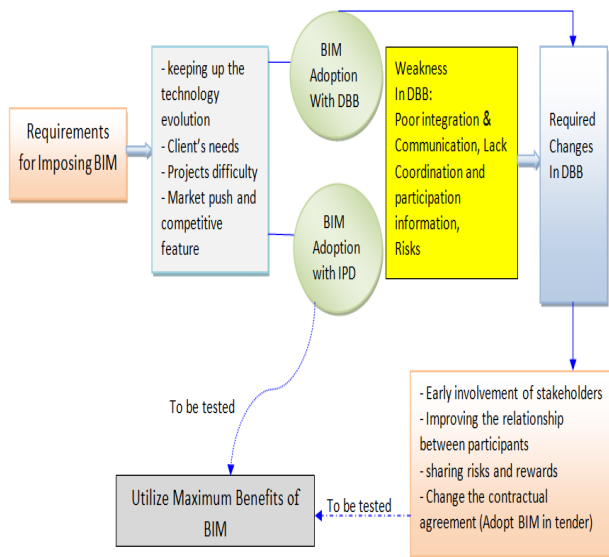 Requirements
for Imposing BIM
- keeping up the
technology
evolution
- Client's needs
- Projects difficulty
- Market push and
competitive
feature
BIM
Adoption
With DBB
BIM
Adoption
with IPD
Weakness
In DBB:
Poor integration &
Communication, Lack
Coordination and
participation
information,
Risks
Required
Changes
In DBB
To be tested
- Early involvement of stakeholders
- Improving the relationship
between participants
- sharing risks and rewards
- Change the contractual
agreement (Adopt BIM in tender)
To be tested
Utilize Maximum Benefits of
BIM